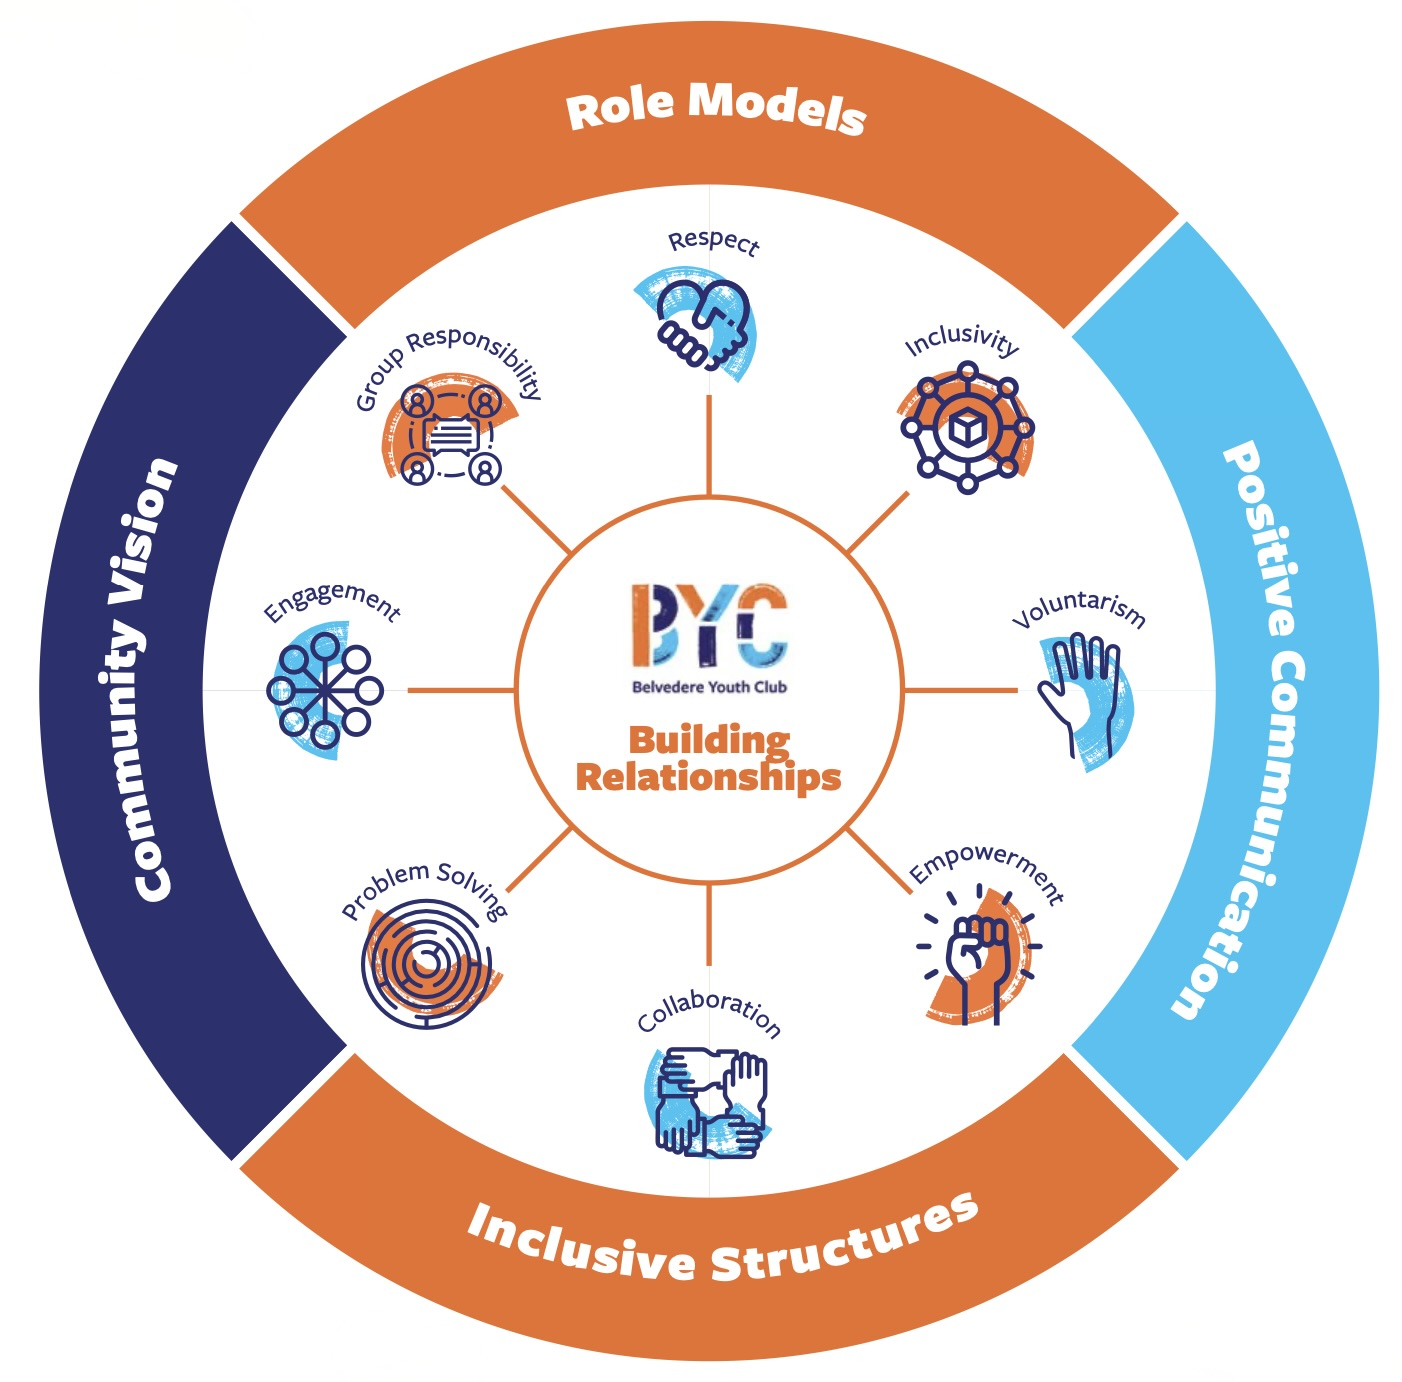 Role Models
Respect
Inclusivity
Group Responsibility
Positive Communication
Community Vision
Engagement
Voluntarism
BYC
Belvedere Youth Club
Building
Relationships
Empowerment
Problem Solving
Collaboration
Inclusive Structures